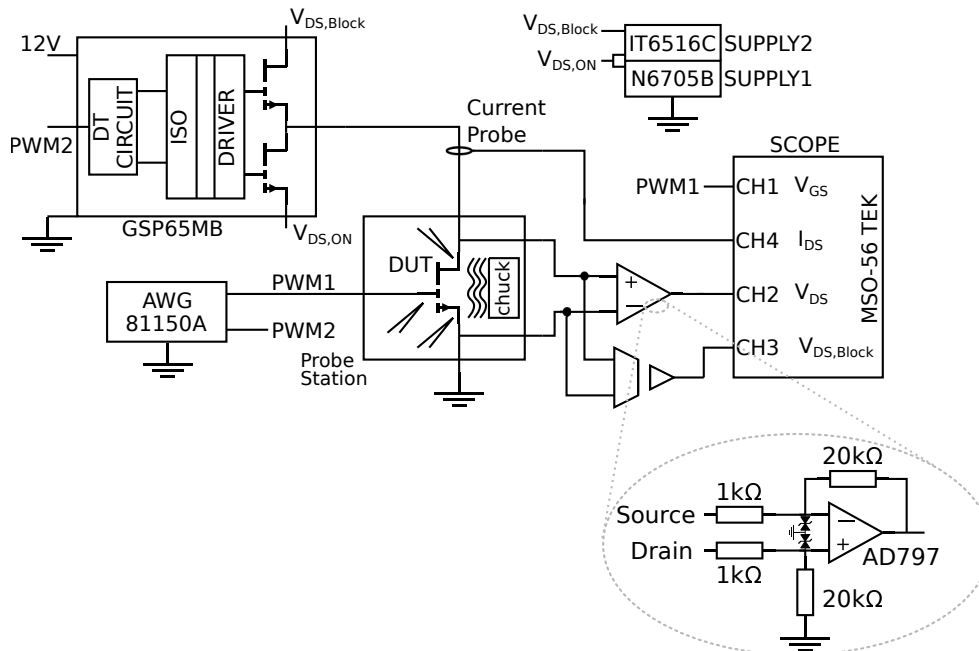 V_DS,Block
12V
PWM2
DT
CIRCUIT
ISO
DRIVER
GSP65MB
V_DS,ON
V_DS,Block
V_DS,ON
IT6516C
SUPPLY2
N6705B
SUPPLY1
Current
Probe
SCOPE
PWM1
CH1
V_GS
CH4
I_DS
CH2
V_DS
CH3
V_DS,Block
MSO-56 TEK
DUT
chuck
Probe
Station
AWG
81150A
PWM1
PWM2
+
−
20kΩ
1kΩ
Source
Drain
1kΩ
−
+
AD797
20kΩ